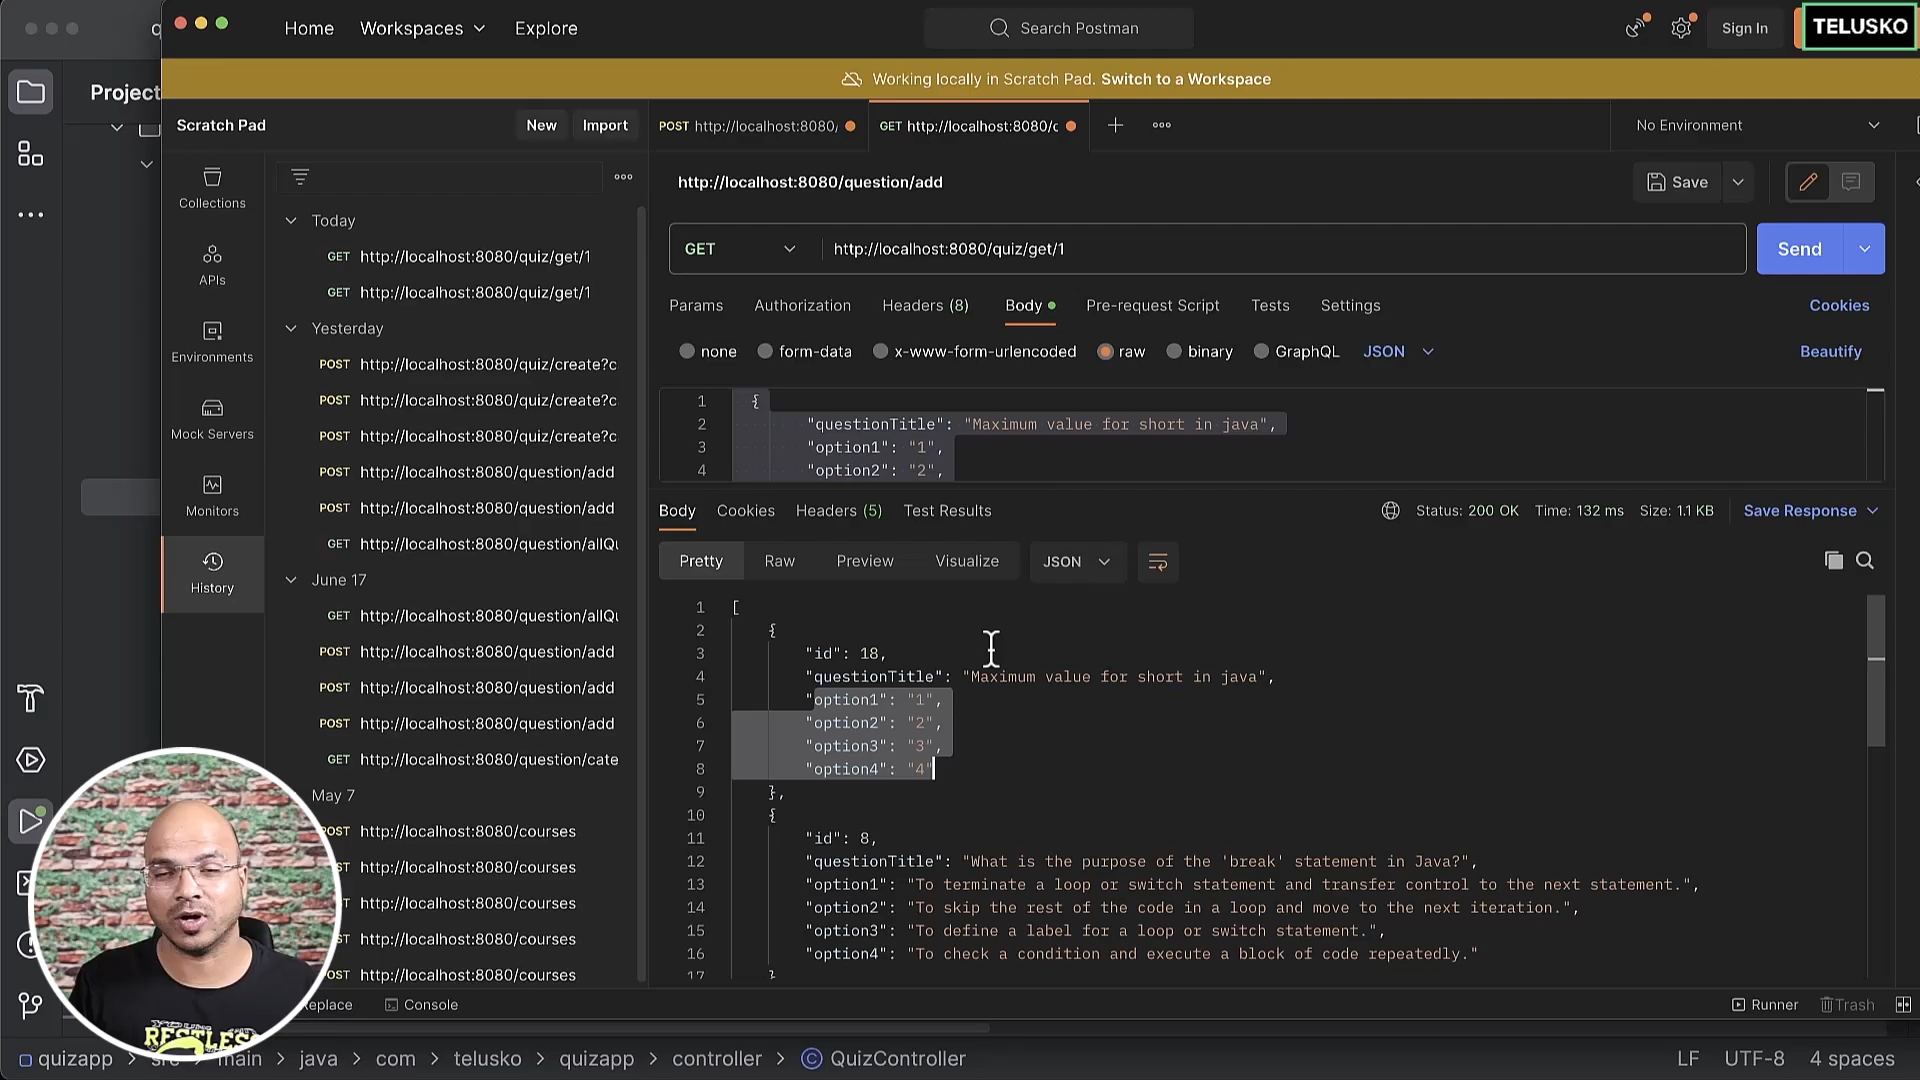 Home
Workspaces
Explore
Search Postman
Sign In
TELUSKO
Working locally in Scratch Pad. Switch to a Workspace
Project
Scratch Pad
New
Import
POST http://localhost:8080/
GET http://localhost:8080/c
No Environment
http://localhost:8080/question/add
Save
Collections
APIs
Environments
Mock Servers
Monitors
History
Today
GET http://localhost:8080/quiz/get/1
GET http://localhost:8080/quiz/get/1
Yesterday
POST http://localhost:8080/quiz/create?c
POST http://localhost:8080/quiz/create?c
POST http://localhost:8080/quiz/create?c
POST http://localhost:8080/question/add
POST http://localhost:8080/question/add
GET http://localhost:8080/question/allQu
June 17
GET http://localhost:8080/question/allQu
POST http://localhost:8080/question/add
POST http://localhost:8080/question/add
POST http://localhost:8080/question/add
GET http://localhost:8080/question/cate
May 7
OST http://localhost:8080/courses
ST http://localhost:8080/courses
ST http://localhost:8080/courses
ST http://localhost:8080/courses
OST http://localhost:8080/courses
GET
http://localhost:8080/quiz/get/1
Send
Params
Authorization
Headers (8)
Body
Pre-request Script
Tests
Settings
Cookies
none
form-data
x-www-form-urlencoded
raw
binary
GraphQL
JSON
Beautify
1 {
2 "questionTitle": "Maximum value for short in java",
3 "option1": "1",
4 "option2": "2",
Body
Cookies
Headers (5)
Test Results
Status: 200 OK
Time: 132 ms
Size: 1.1 KB
Save Response
Pretty
Raw
Preview
Visualize
JSON
1 [
2 {
3 "id": 18,
4 "questionTitle": "Maximum value for short in java",
5 "option1": "1",
6 "option2": "2",
7 "option3": "3",
8 "option4": "4"
9 },
10 {
11 "id": 8,
12 "questionTitle": "What is the purpose of the 'break' statement in Java?",
13 "option1": "To terminate a loop or switch statement and transfer control to the next statement.",
14 "option2": "To skip the rest of the code in a loop and move to the next iteration.",
15 "option3": "To define a label for a loop or switch statement.",
16 "option4": "To check a condition and execute a block of code repeatedly."
17 }
eplace
Console
Runner
Trash
RESTLESS
quizapp > src > main > java > com > telusko > quizapp > controller > QuizController
LF
UTF-8
4 spaces